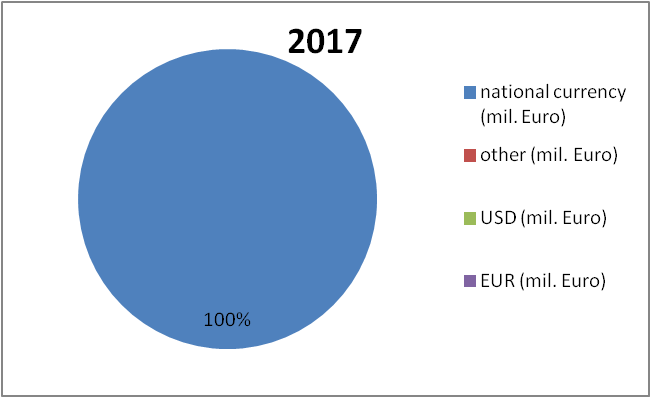 2017
national currency
(mil. Euro)
other (mil. Euro)
USD (mil. Euro)
EUR (mil. Euro)
100%